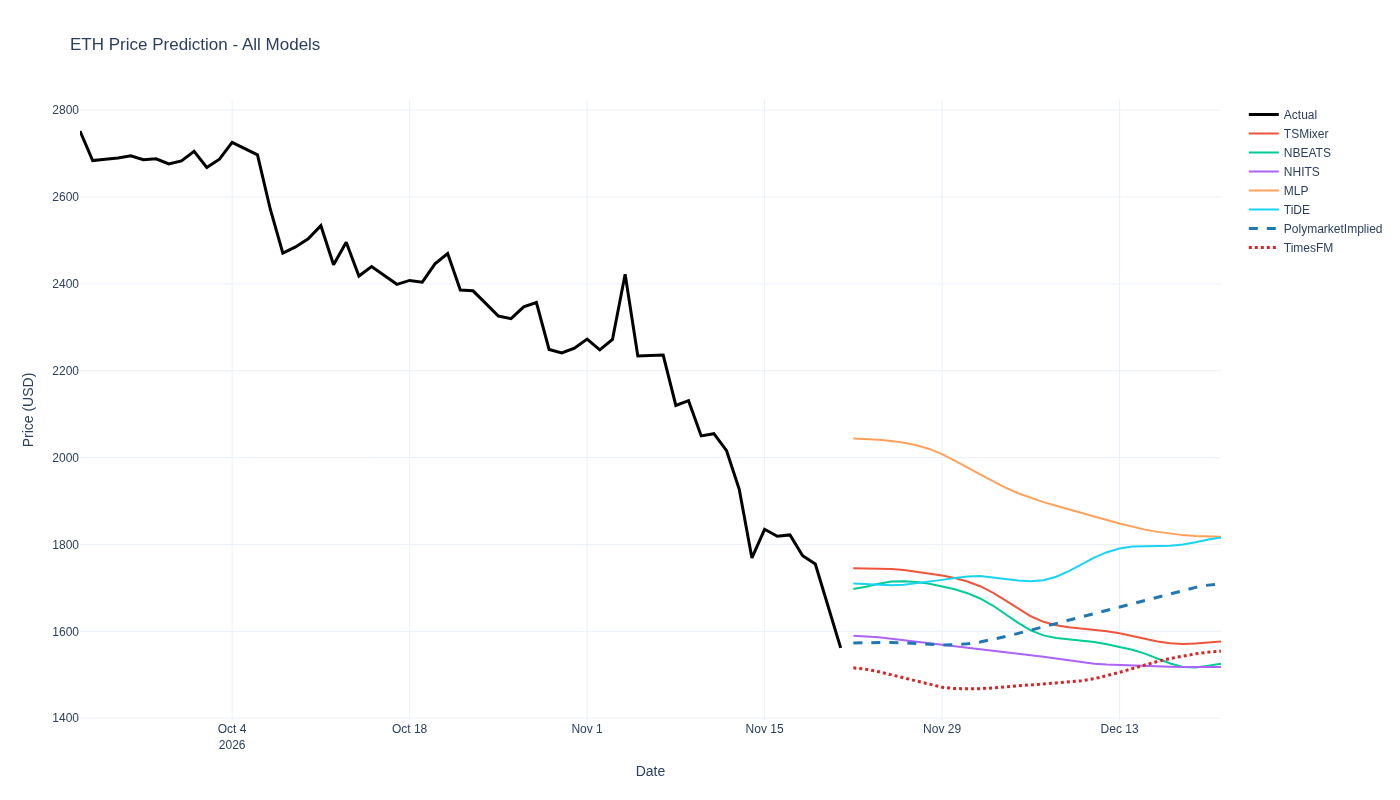 ETH Price Prediction - All Models
2800
2600
2400
2200
2000
1800
1600
1400
Price (USD)
Oct 4
2026
Oct 18
Nov 1
Nov 15
Nov 29
Dec 13
Date
Actual
TSMixer
NBEATS
NHITS
MLP
TiDE
PolymarketImplied
TimesFM